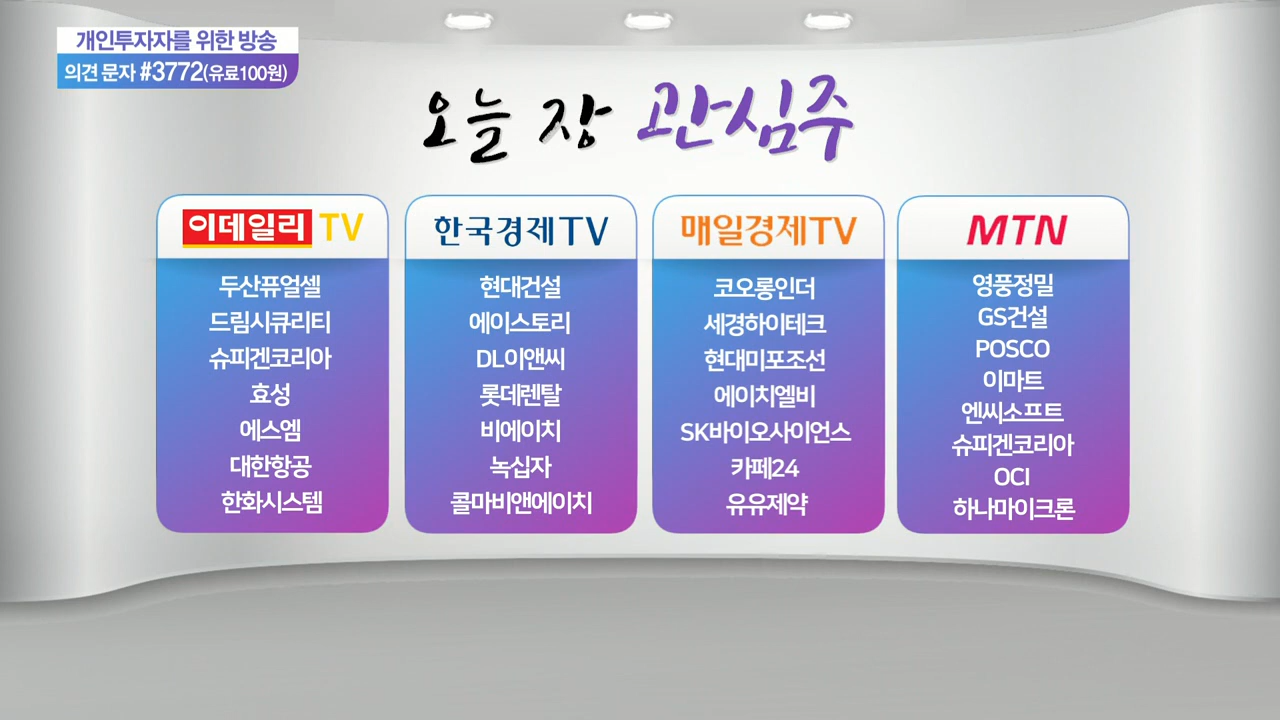 개인투자자를 위한 방송
의견 문자 #3772(유료100원)
오늘 장 관심주
이데일리 TV
두산퓨얼셀
드림시큐리티
슈피겐코리아
효성
에스엠
대한항공
한화시스템
한국경제TV
현대건설
에이스토리
DL이앤씨
롯데렌탈
비에이치
녹십자
콜마비앤에이치
매일경제TV
코오롱인더
세경하이테크
현대미포조선
에이치엘비
SK바이오사이언스
카페24
유유제약
MTN
영풍정밀
GS건설
POSCO
이마트
엔씨소프트
슈피겐코리아
OCI
하나마이크론